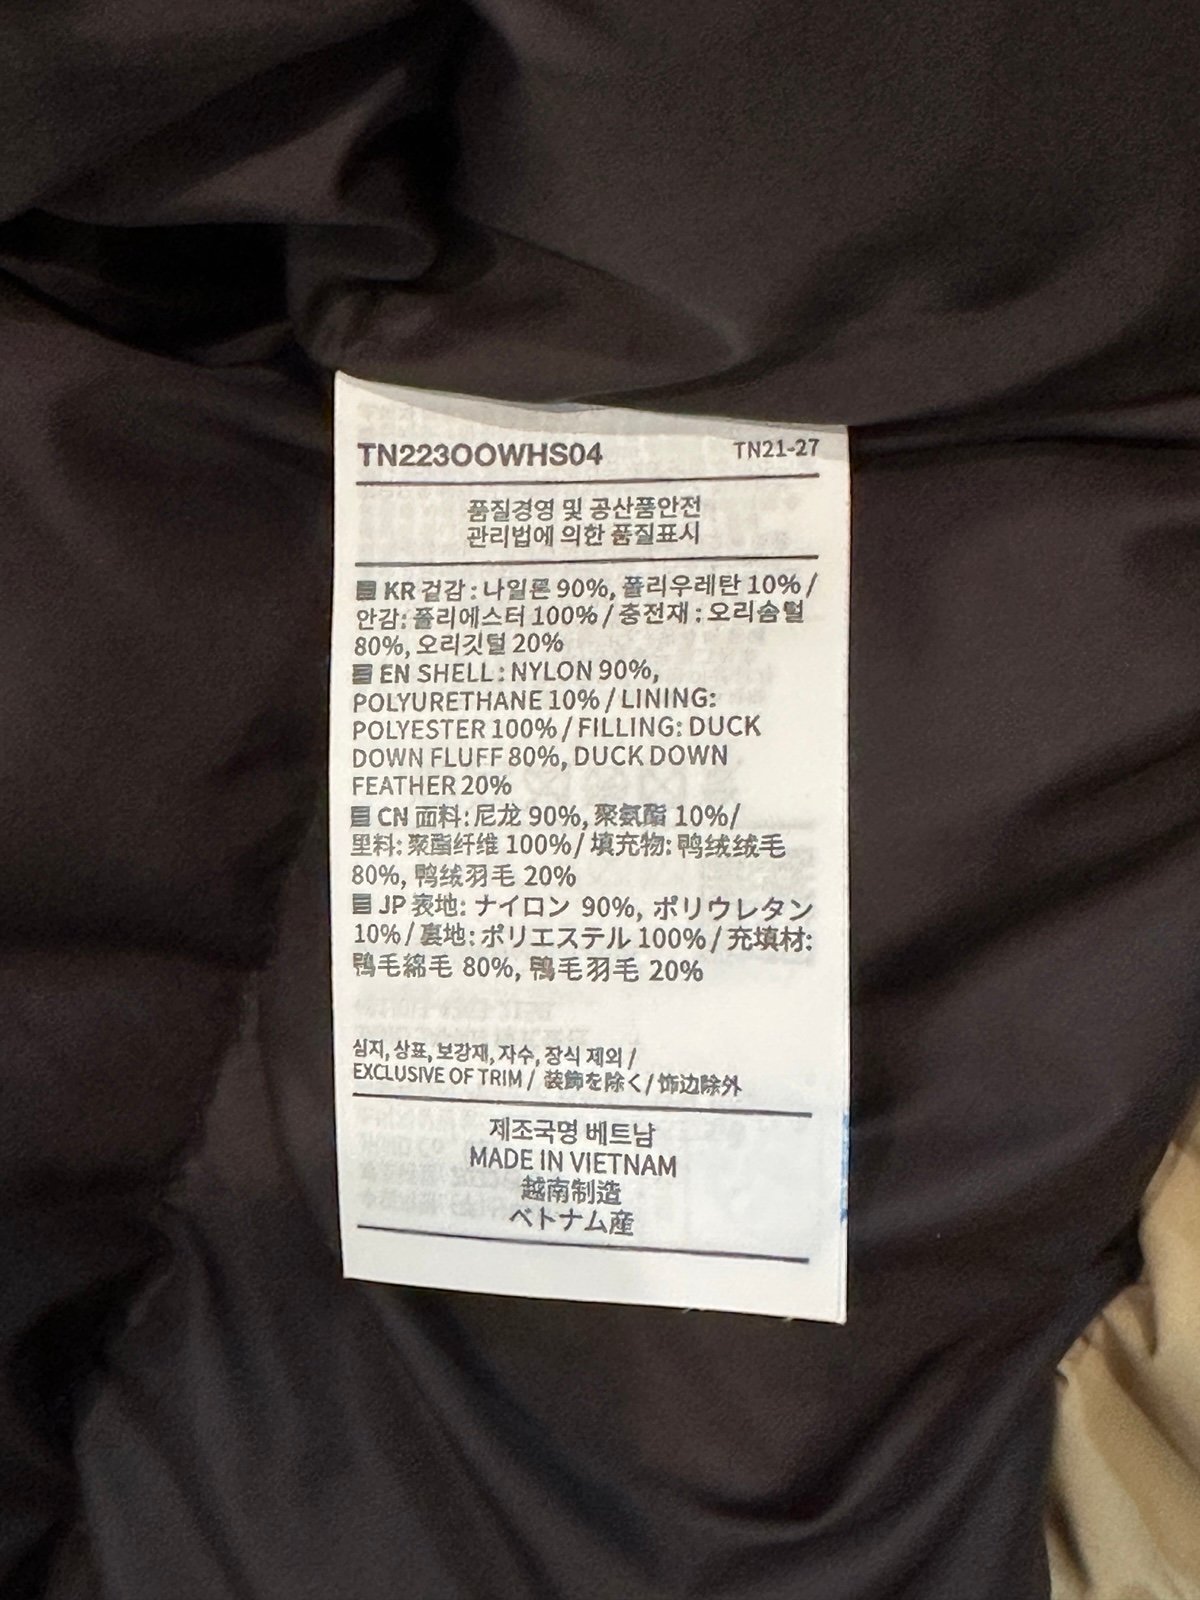 TN223OOWHS04 TN21-27
품질경영 및 공산품안전
관리법에 의한 품질표시
KR 겉감 : 나일론 90%, 폴리우레탄 10% /
안감: 폴리에스터 100% / 충전재 : 오리솜털
80%, 오리깃털 20%
EN SHELL : NYLON 90%,
POLYURETHANE 10% / LINING:
POLYESTER 100% / FILLING: DUCK
DOWN FLUFF 80%, DUCK DOWN
FEATHER 20%
CN 面料: 尼龙 90%, 聚氨酯 10%/
里料: 聚酯纤维 100% / 填充物: 鸭绒绒毛
80%, 鸭绒羽毛 20%
JP 表地: ナイロン 90%, ポリウレタン
10% / 裏地: ポリエステル 100% / 充填材:
鴨毛綿毛 80%, 鴨毛羽毛 20%
심지, 상표, 보강재, 자수, 장식 제외 /
EXCLUSIVE OF TRIM / 装飾を除く / 饰边除外
제조국명 베트남
MADE IN VIETNAM
越南制造
ベトナム産